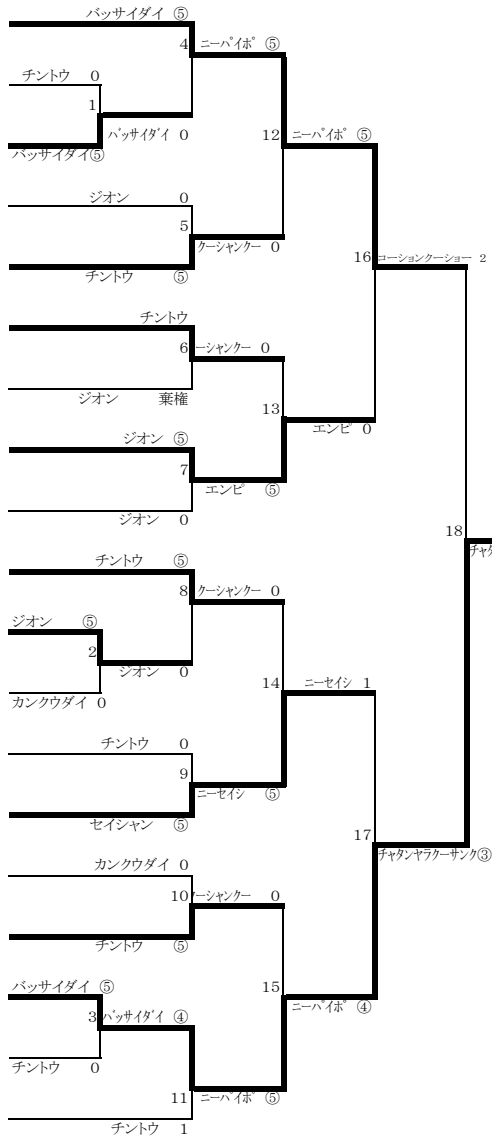 バッサイダイ ⑤
4 ニーパイポ ⑤
チントウ 0
1
バッサイダイ 0
12 ニーパイポ ⑤
バッサイダイ⑤
ジオン 0
5
クーシャンクー 0
チントウ ⑤
16 コーションクーショー 2
チントウ
6 ーシャンクー 0
ジオン 棄権
13
エンピ 0
ジオン ⑤
7
エンピ ⑤
ジオン 0
18
チャタ
チントウ ⑤
8 クーシャンクー 0
ジオン ⑤
2
ジオン 0
カンクウダイ 0
14 ニーセイシ 1
チントウ 0
9
ニーセイシ ⑤
セイシャン ⑤
17
チャタンヤラクーサンク③
カンクウダイ 0
10 ーシャンクー 0
チントウ ⑤
15
ニーパイポ ④
バッサイダイ ⑤
3 バッサイダイ ④
チントウ 0
11 ニーパイポ ⑤
チントウ 1